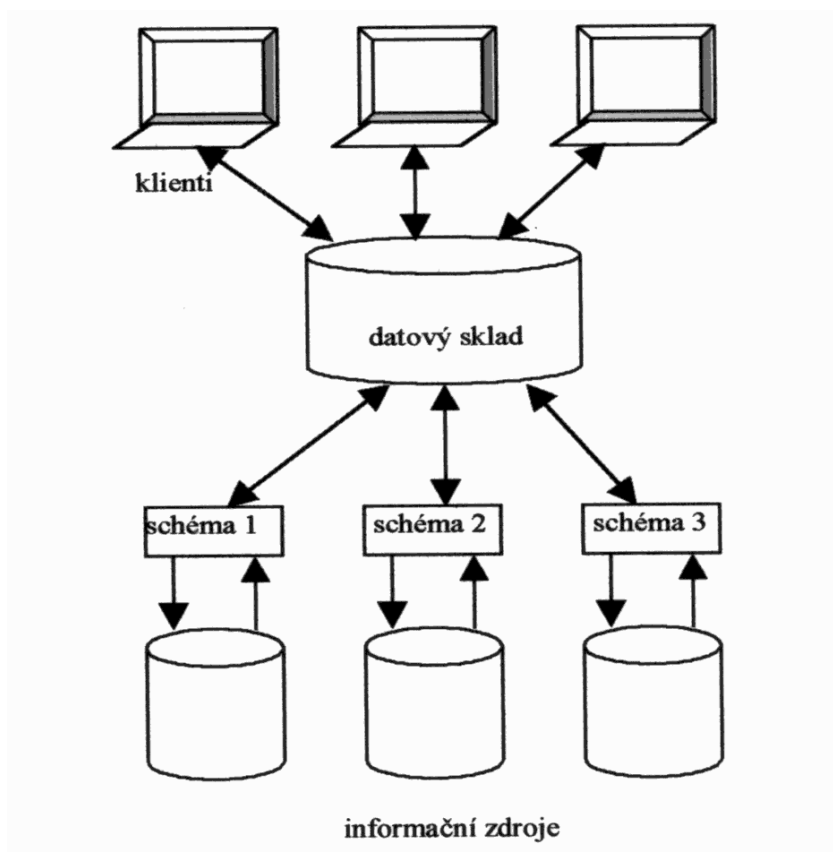 klienti
datový sklad
schéma 1
schéma 2
schéma 3
informační zdroje